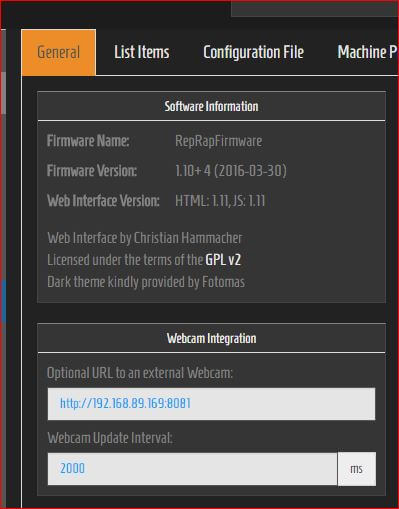 General List Items Configuration File Machine P
Software Information
Firmware Name: RepRapFirmware
Firmware Version: 1.10+4 (2016-03-30)
Web Interface Version: HTML: 1.11, JS: 1.11
Web Interface by Christian Hammacher
Licensed under the terms of the GPL v2
Dark theme kindly provided by Fotomas
Webcam Integration
Optional URL to an external Webcam:
http://192.168.89.169:8081
Webcam Update Interval:
2000 ms